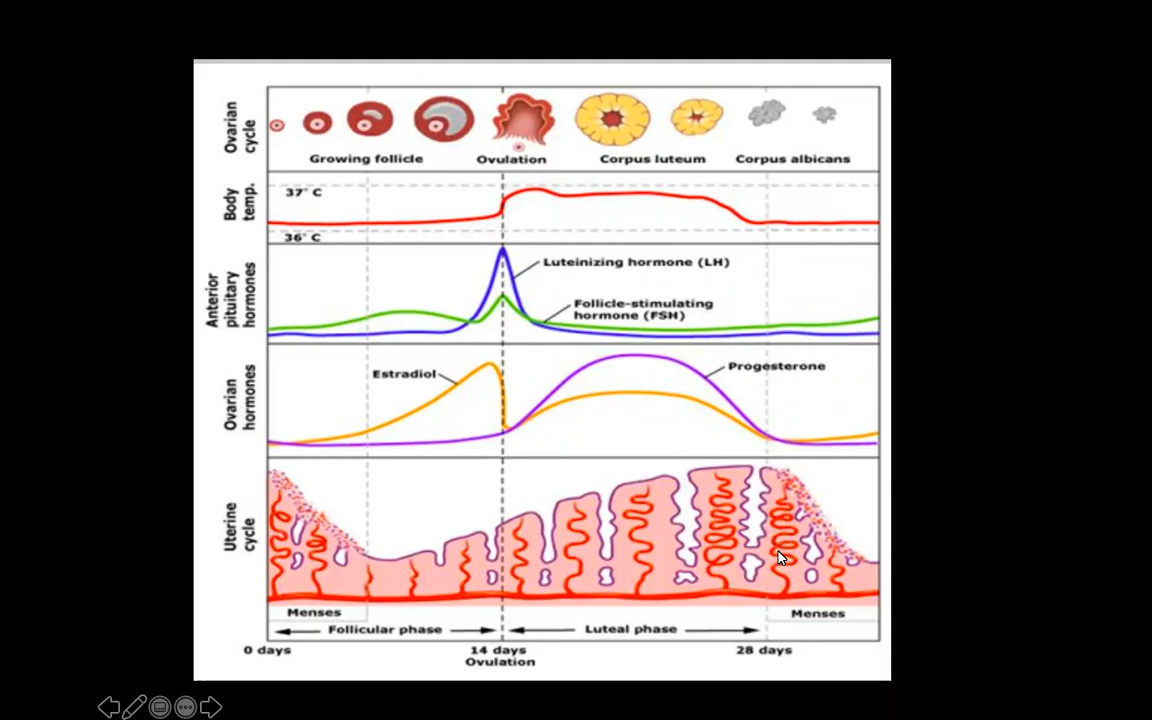 Ovarian
cycle
Growing follicle
Ovulation
Corpus luteum
Corpus albicans
Body
temp.
37° C
36° C
Anterior
pituitary
hormones
Luteinizing hormone (LH)
Follicle-stimulating
hormone (FSH)
Ovarian
hormones
Estradiol
Progesterone
Uterine
cycle
Menses
Menses
Follicular phase
Luteal phase
0 days
14 days
Ovulation
28 days